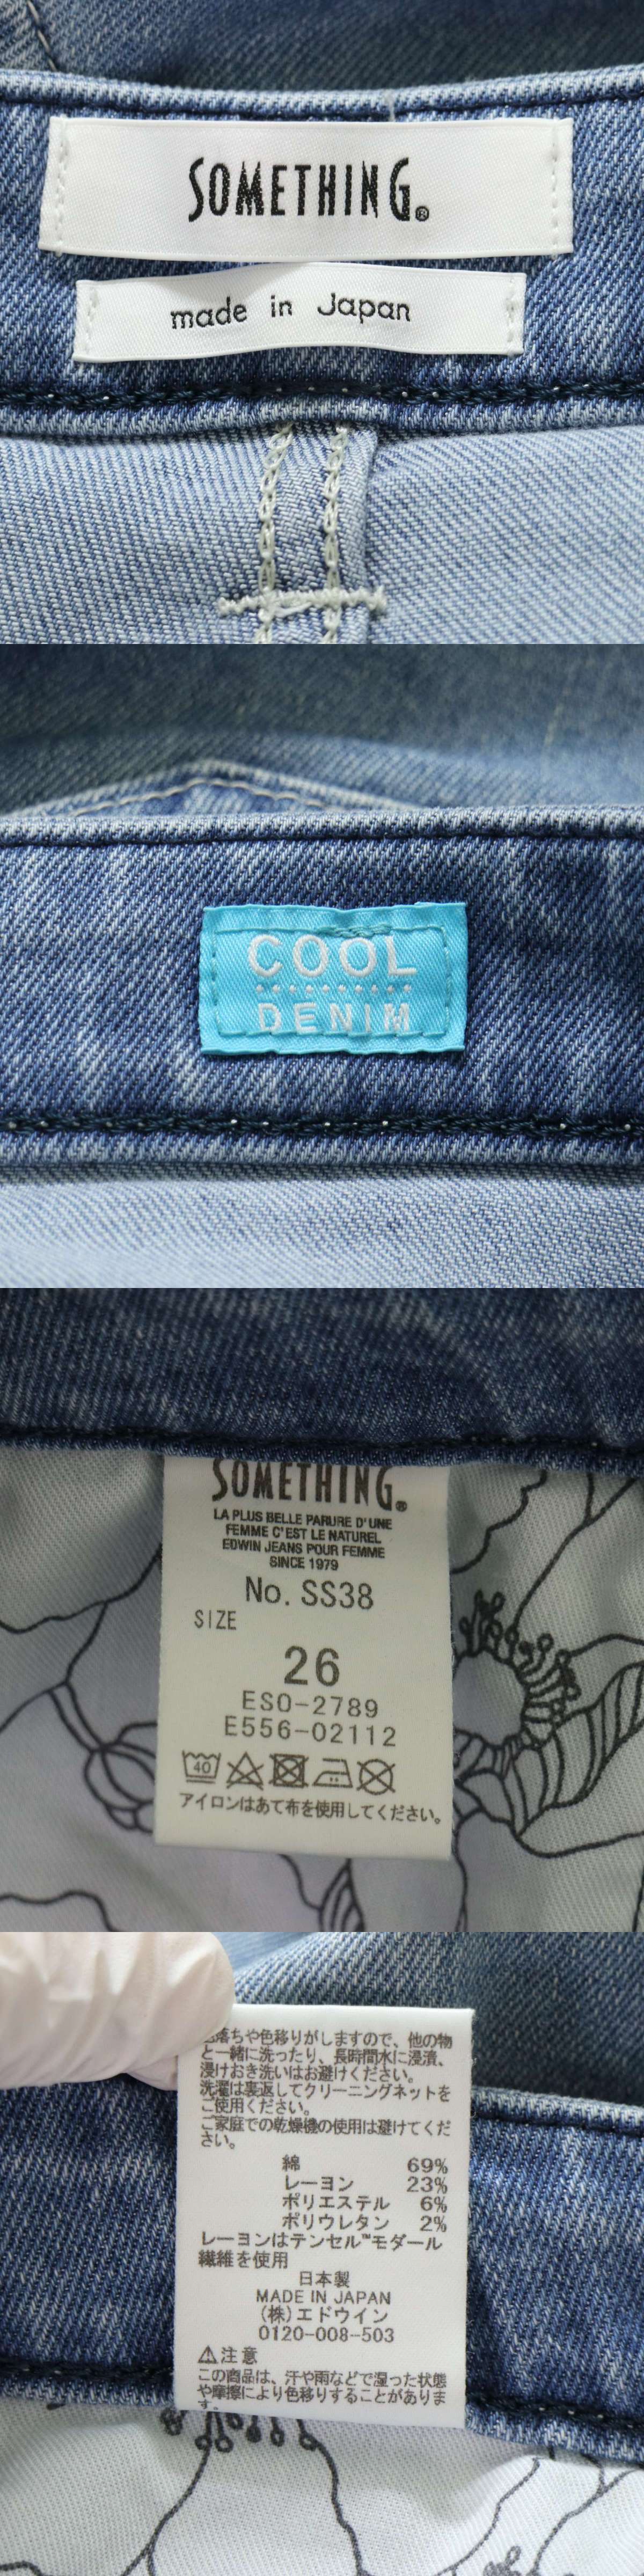 SOMETHING®
made in Japan
COOL
DENIM
SOMETHING®
LA PLUS BELLE PARURE D'UNE
FEMME C'EST LE NATUREL
EDWIN JEANS POUR FEMME
SINCE 1979
No. SS38
SIZE
26
ESO-2789
E556-02112
40
アイロンはあて布を使用してください。
落ちや色移りがしますので、他の物
と一緒に洗ったり、長時間水に浸漬、
浸けおき洗いはお避けください。
洗濯は裏返してクリーニングネットを
ご使用ください。
ご家庭での乾燥機の使用は避けてくだ
さい。
綿 69%
レーヨン 23%
ポリエステル 6%
ポリウレタン 2%
レーヨンはテンセル™モダール
繊維を使用
日本製
MADE IN JAPAN
(株)エドウイン
0120-008-503
⚠注意
この商品は、汗や雨などで湿った状態
や摩擦により色移りすることがありま
す。